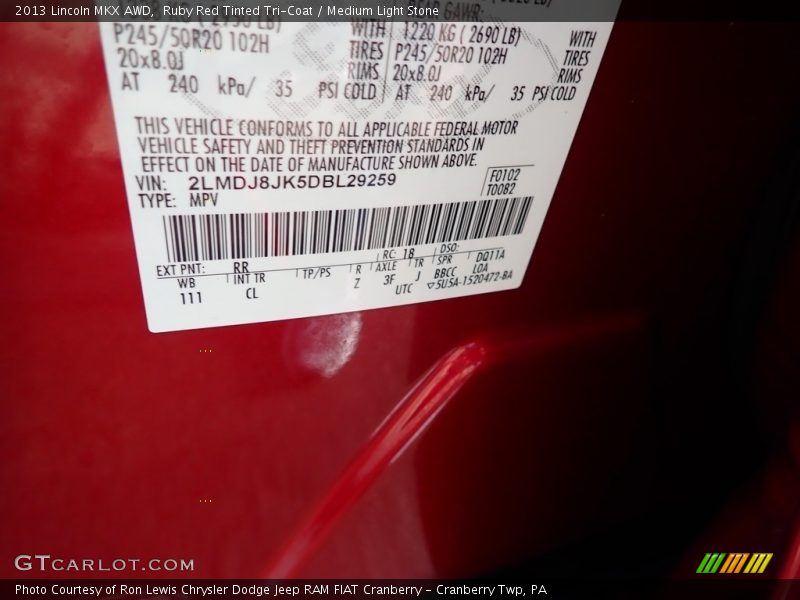 2013 Lincoln MKX AWD, Ruby Red Tinted Tri-Coat / Medium Light Stone
GAWR:
WITH 1220 KG ( 2690 LB) WITH
P245/50R20 102H TIRES P245/50R20 102H TIRES
20x8.0J RIMS 20x8.0J RIMS
AT 240 kPa/ 35 PSI COLD AT 240 kPa/ 35 PSI COLD
THIS VEHICLE CONFORMS TO ALL APPLICABLE FEDERAL MOTOR
VEHICLE SAFETY AND THEFT PREVENTION STANDARDS IN
EFFECT ON THE DATE OF MANUFACTURE SHOWN ABOVE.
VIN: 2LMDJ8JK5DBL29259 F0102
TYPE: MPV T0082
EXT PNT: RR RC: 18 DSO:
WB INT TR TP/PS R AXLE TR SPR DQ11A
111 CL Z 3F J BBCC LOA
UTC ▽5U5A-1520472-BA
GTCARLOT.COM
Photo Courtesy of Ron Lewis Chrysler Dodge Jeep RAM FIAT Cranberry - Cranberry Twp, PA